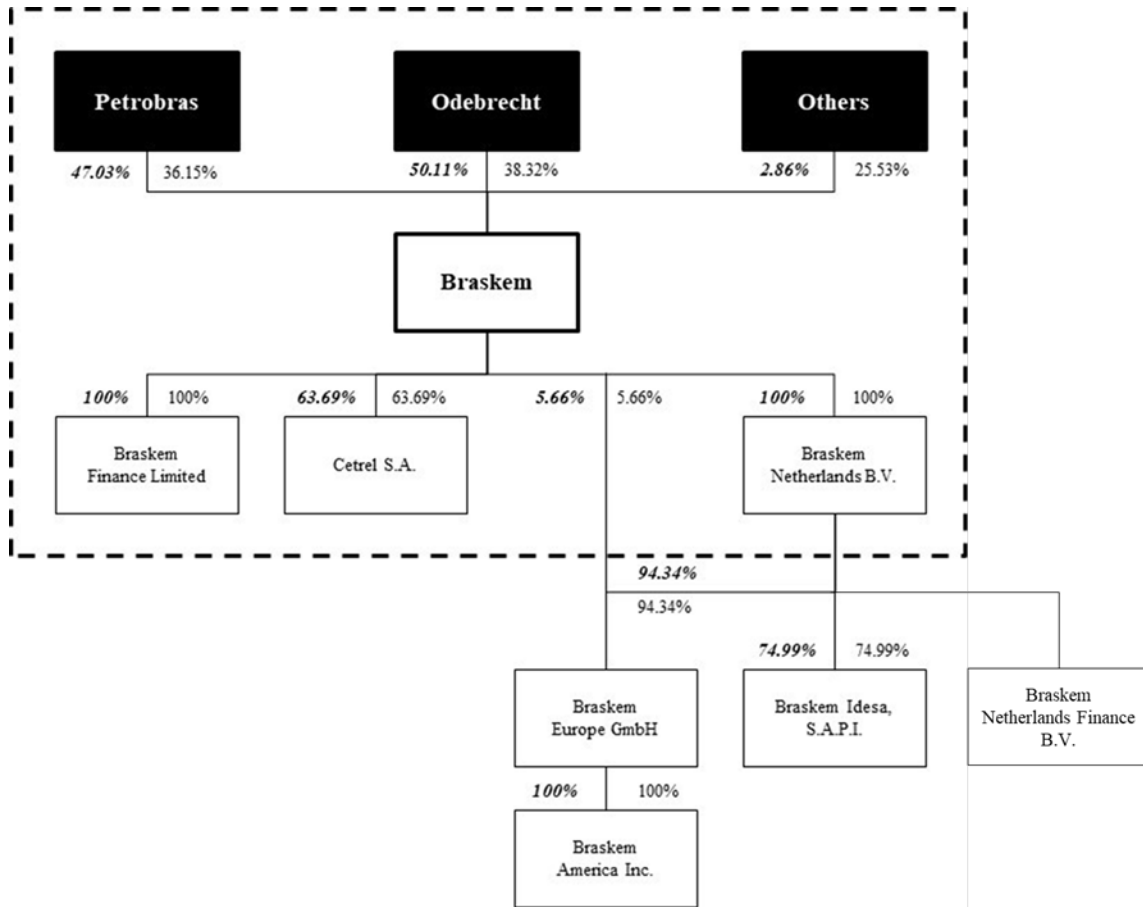 Petrobras
Odebrecht
Others
47.03% 36.15%
50.11% 38.32%
2.86% 25.53%
Braskem
100% 100%
63.69% 63.69%
5.66% 5.66%
100% 100%
Braskem
Finance Limited
Cetrel S.A.
Braskem
Netherlands B.V.
94.34%
94.34%
74.99% 74.99%
Braskem
Europe GmbH
Braskem Idesa,
S.A.P.I.
Braskem
Netherlands Finance
B.V.
100% 100%
Braskem
America Inc.